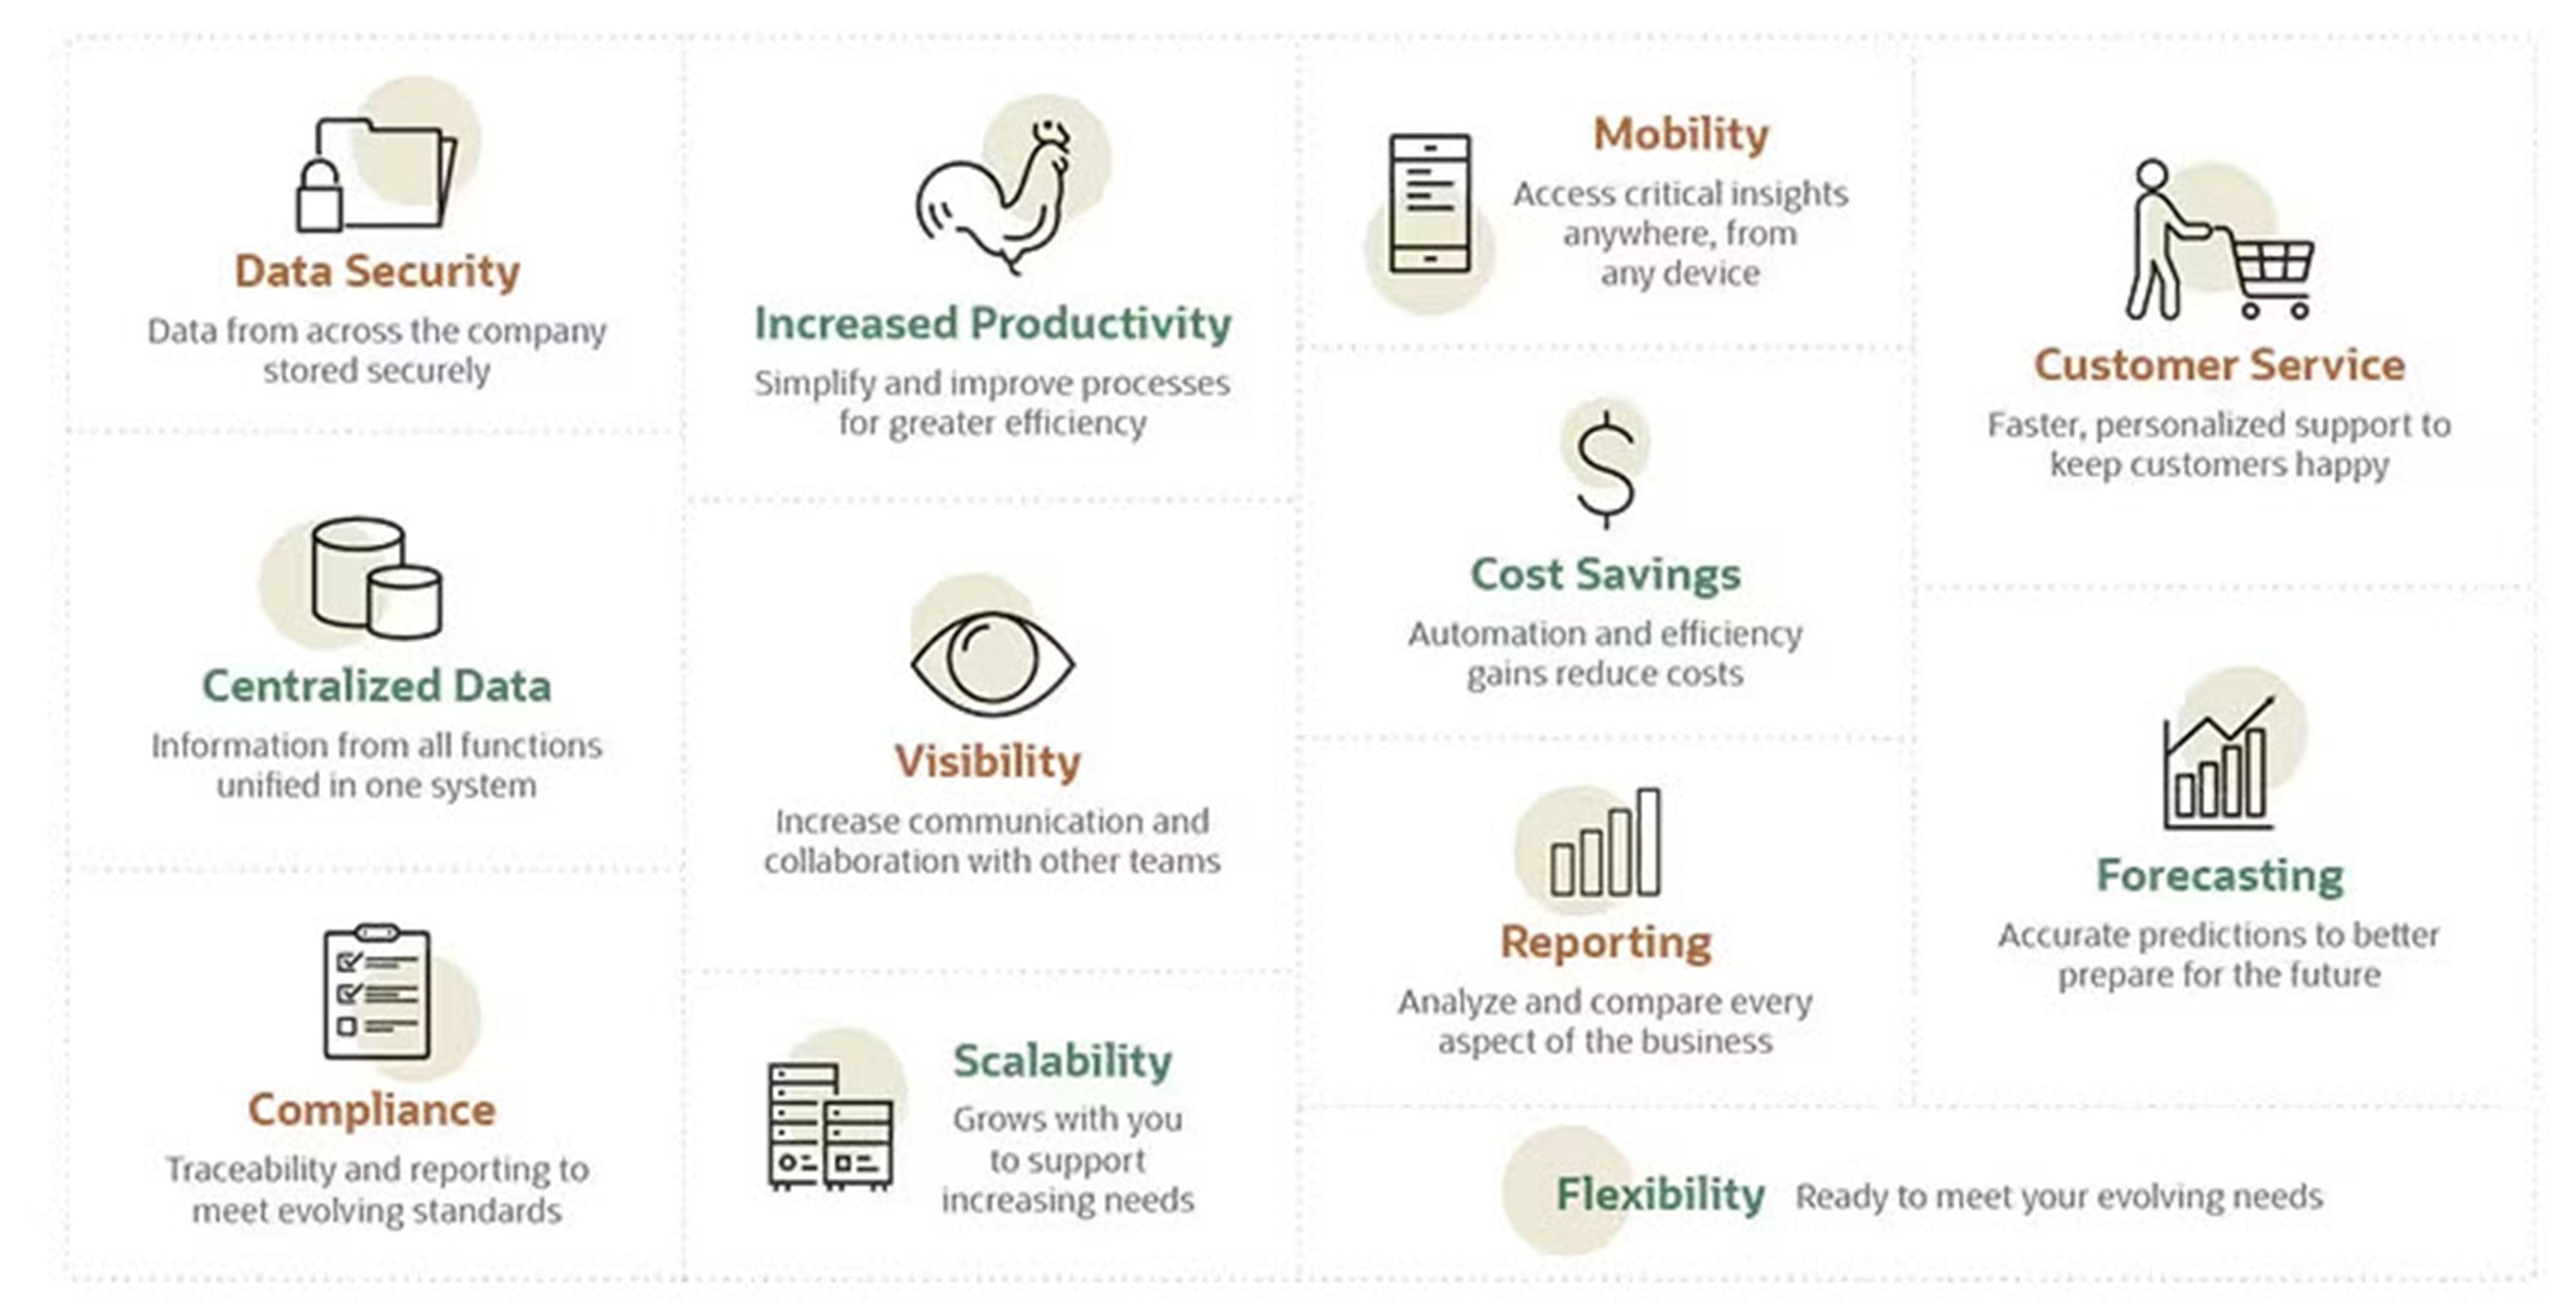 Data Security
Data from across the company
stored securely
Centralized Data
Information from all functions
unified in one system
Compliance
Traceability and reporting to
meet evolving standards
Increased Productivity
Simplify and improve processes
for greater efficiency
Visibility
Increase communication and
collaboration with other teams
Scalability
Grows with you
to support
increasing needs
Mobility
Access critical insights
anywhere, from
any device
Cost Savings
Automation and efficiency
gains reduce costs
Reporting
Analyze and compare every
aspect of the business
Customer Service
Faster, personalized support to
keep customers happy
Forecasting
Accurate predictions to better
prepare for the future
Flexibility Ready to meet your evolving needs